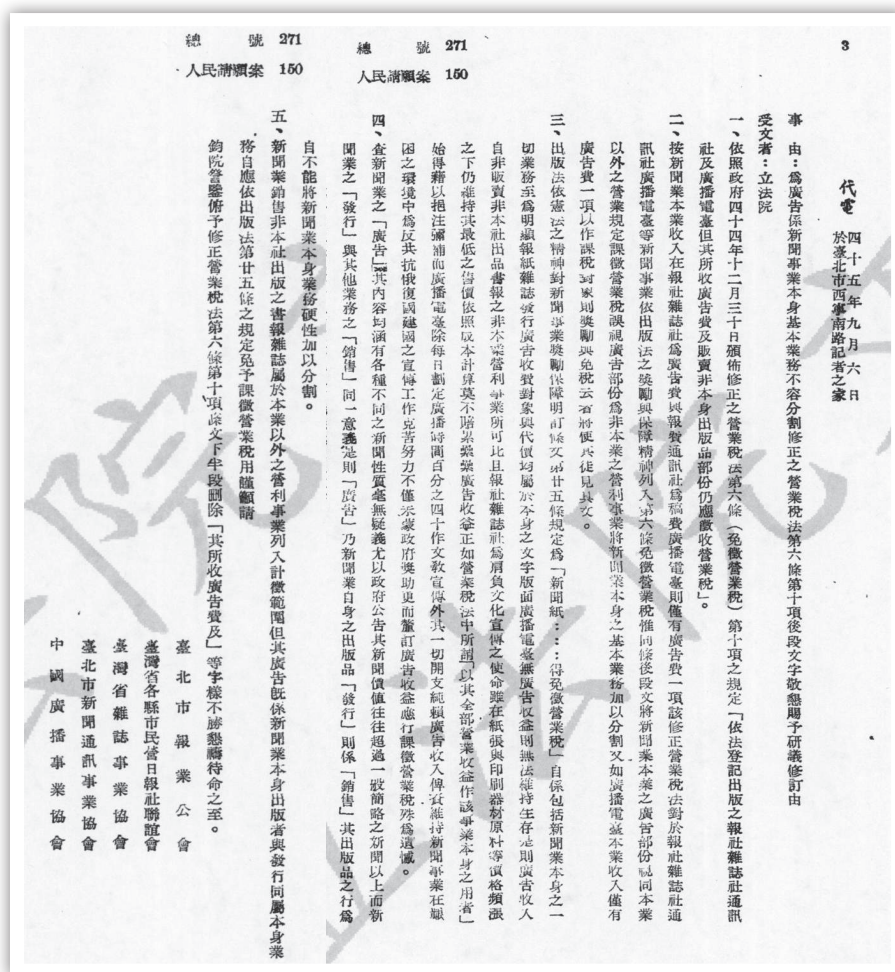 3
總號 271
人民請願案 150
代電 四十五年九月六日
於臺北市西寧南路記者之家
事由：爲廣告係新聞事業本身基本業務不容分割修正之營業稅法第六條第十項後段文字敬懇賜予研議修訂由
受文者：立法院
一、依照政府四十四年十二月三十日頒佈修正之營業稅法第六條（免徵營業稅）第十項之規定「依法登記出版之報社雜誌社通訊
社及廣播電臺但其所收廣告費及販賣非本身出版品部份仍應徵收營業稅」。
二、按新聞業本業收入在報社雜誌社爲廣告費與報費通訊社爲稿費廣播電臺則僅有廣告費一項該修正營業稅法對於報社雜誌社通
訊社廣播電臺等新聞事業依出版法之獎勵與保障精神列入第六條免徵營業稅惟同條後段文將新聞業本業之廣告部份視同本業
以外之營業規定課徵營業稅誤視廣告部份爲非本業之營利事業將新聞業本身之基本業務加以分割又如廣播電臺本業收入僅有
廣告費一項以作課稅對象則獎勵與免稅云者將使其徒見具文。
三、出版法依憲法之精神對新聞事業獎勵保障明訂條文第廿五條規定爲「新聞紙：：：得免徵營業稅」自係包括新聞業本身之一
切業務至爲明顯報紙雜誌發行廣告收費對象與代價均屬於本身之文字版面廣播電臺無廣告收益則無法維持生存是則廣告收入
自非販賣非本社出品書報之非本業營利事業所可比且報社雜誌社爲肩負文化宣傳之使命雖在紙張與印刷器材原料等價格頻漲
之下仍維持其最低之售價依照成本計算莫不賠累纍纍廣告收益正如營業稅法中所謂「以其全部營業收益作該事業本身之用者」
始得藉以挹注彌補而廣播電臺除每日劃定廣播時間百分之四十作文敎宣傳外其一切開支純賴廣告收入俾資維持新聞事業在艱
困之環境中爲反共抗俄復國建國之宣傳工作克苦努力不僅未蒙政府獎助更而釐訂廣告收益應行課徵營業稅殊爲遺憾。
四、查新聞業之「廣告」其內容均涵有各種不同之新聞性質毫無疑義尤以政府公告其新聞價値往往超過一般簡略之新聞以上而新
聞業之「發行」與其他業務之「銷售」同一意義是則「廣告」乃新聞業自身之出版品「發行」則係「銷售」其出版品之行爲
總號 271
人民請願案 150
自不能將新聞業本身業務硬性加以分割。
五、新聞業銷售非本社出版之書報雜誌屬於本業以外之營利事業列入計徵範圍但其廣告旣係新聞業本身出版者與發行同屬本身業
務自應依出版法第廿五條之規定免予課徵營業稅用謹籲請
鈞院詧鑒俯予修正營業稅法第六條第十項條文下半段刪除「其所收廣告費及」等字樣不勝懇禱待命之至。
臺北市報業公會
臺灣省各縣市民營日報社聯誼會
臺灣省雜誌事業協會
臺北市新聞通訊事業協會
中國廣播事業協會